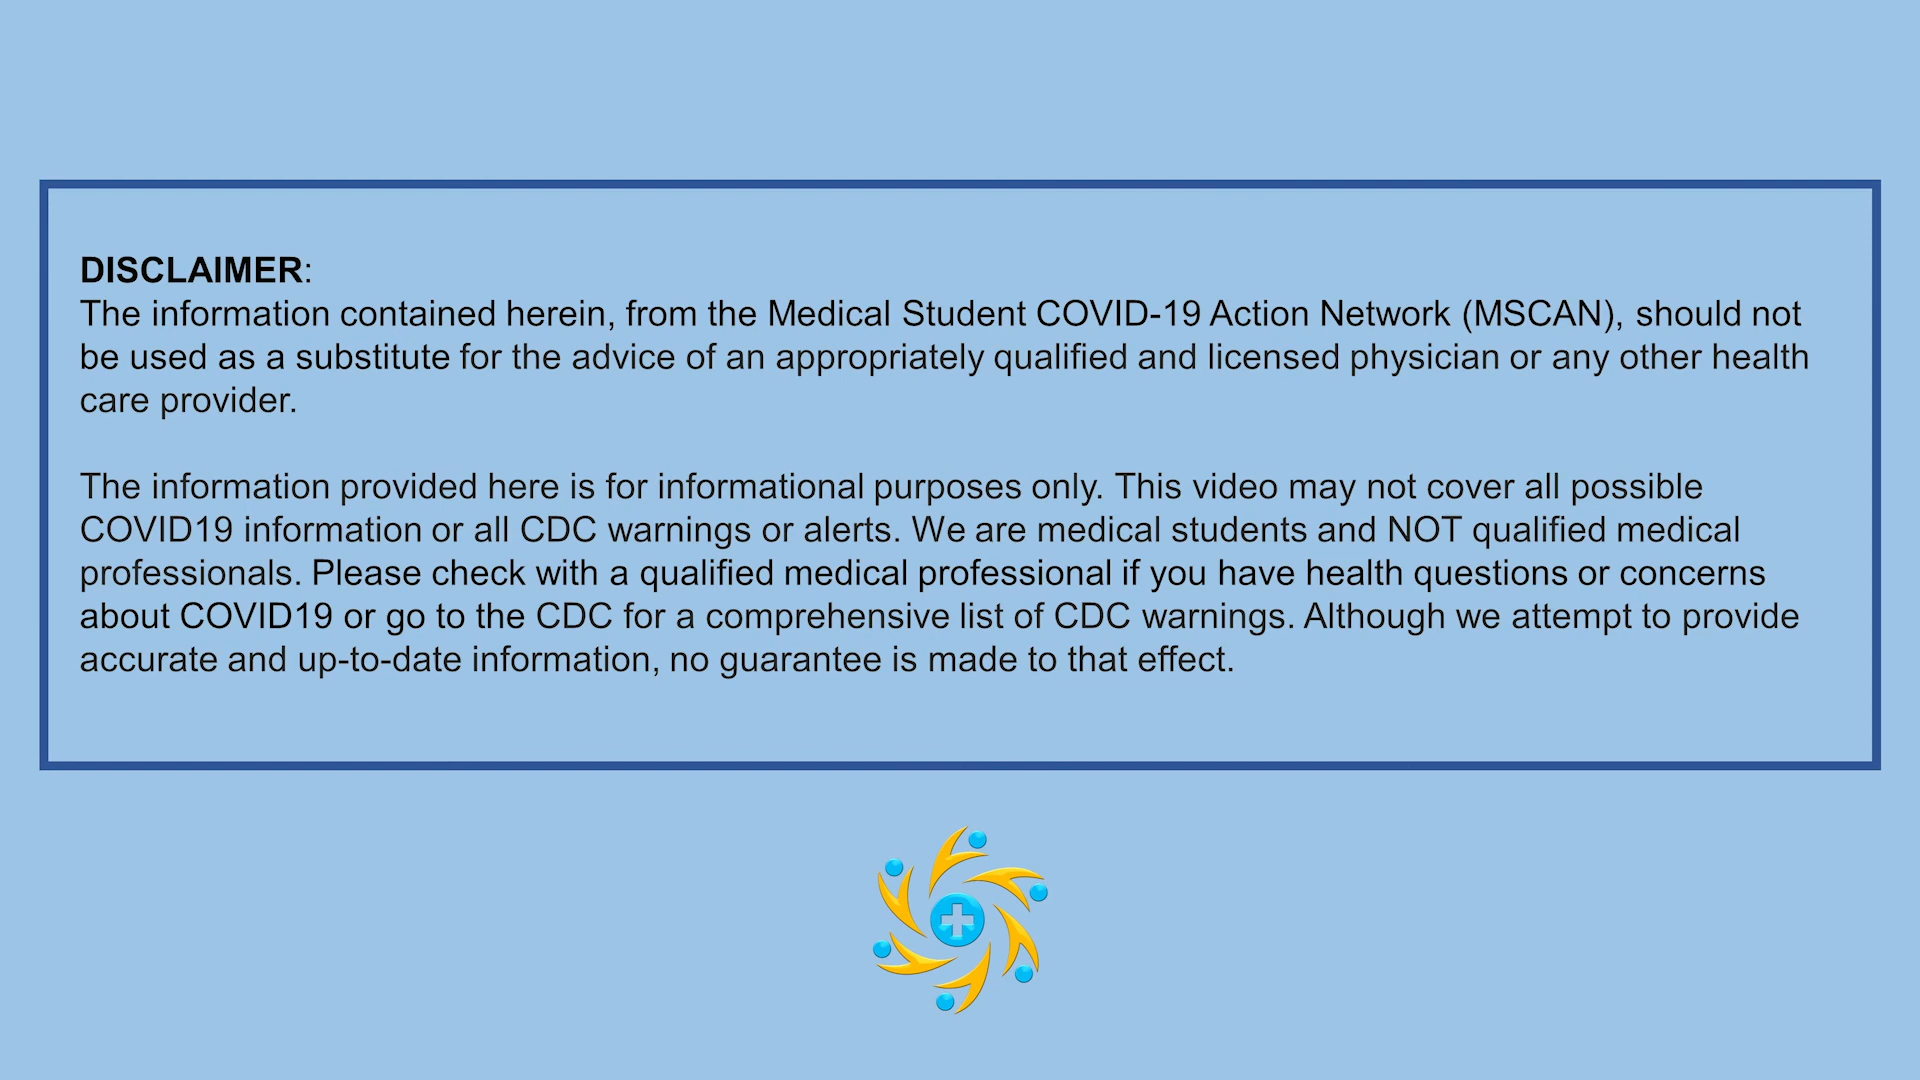 DISCLAIMER:
The information contained herein, from the Medical Student COVID-19 Action Network (MSCAN), should not
be used as a substitute for the advice of an appropriately qualified and licensed physician or any other health
care provider.
The information provided here is for informational purposes only. This video may not cover all possible
COVID19 information or all CDC warnings or alerts. We are medical students and NOT qualified medical
professionals. Please check with a qualified medical professional if you have health questions or concerns
about COVID19 or go to the CDC for a comprehensive list of CDC warnings. Although we attempt to provide
accurate and up-to-date information, no guarantee is made to that effect.